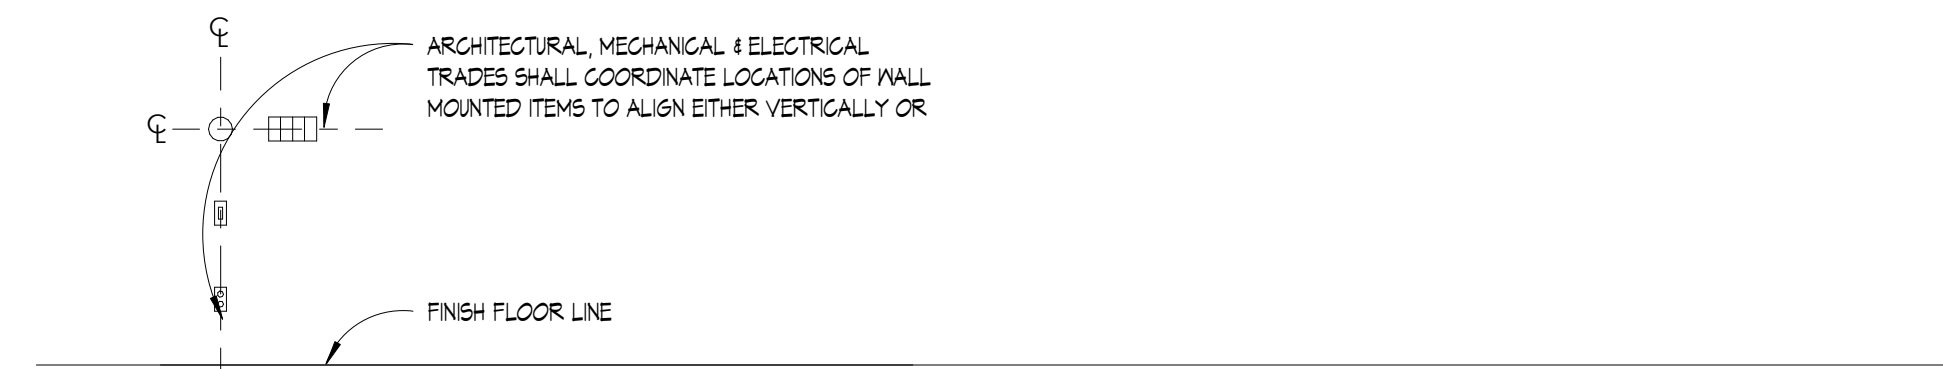 ℄
ARCHITECTURAL, MECHANICAL & ELECTRICAL
TRADES SHALL COORDINATE LOCATIONS OF WALL
MOUNTED ITEMS TO ALIGN EITHER VERTICALLY OR
℄
FINISH FLOOR LINE